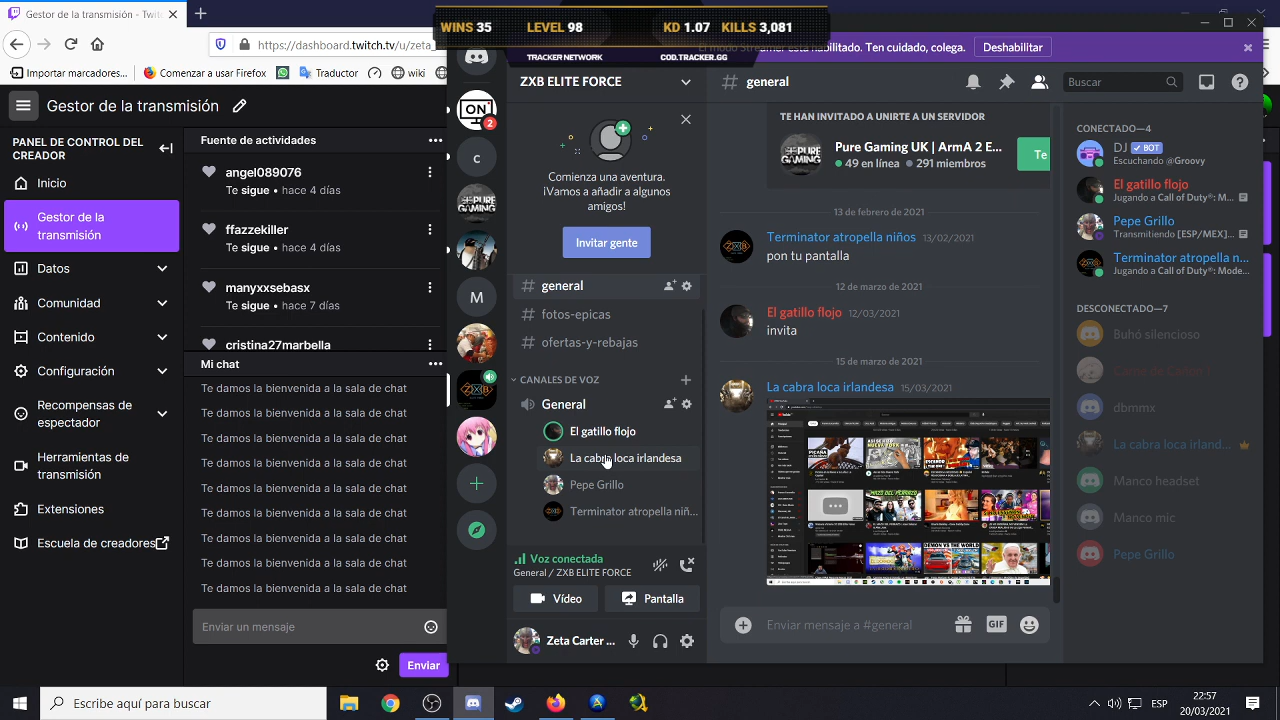 Gestor de la transmisión - Twitch
WINS 35 LEVEL 98 KD 1.07 KILLS 3,081
TRACKER NETWORK COD.TRACKER.GG
está habilitado. Ten cuidado, colega. Deshabilitar
https://dashboard.twitch.tv/zeta_
Importar marcadores... Comenzar a usar Firefox Traductor wiki
Gestor de la transmisión
PANEL DE CONTROL DEL
CREADOR
Inicio
Gestor de la
transmisión
Datos
Comunidad
Contenido
Configuración
Recomendaciones de
espectador
Herramientas de
transmisión
Extensiones
Escuela de creadores
Fuente de actividades
angel089076
Te sigue • hace 4 días
ffazzekiller
Te sigue • hace 4 días
manyxxsebasx
Te sigue • hace 7 días
cristina27marbella
Mi chat
Te damos la bienvenida a la sala de chat
Te damos la bienvenida a la sala de chat
Te damos la bienvenida a la sala de chat
Te damos la bienvenida a la sala de chat
Te damos la bienvenida a la sala de chat
Te damos la bienvenida a la sala de chat
Te damos la bienvenida a la sala de chat
Te damos la bienvenida a la sala de chat
Te damos la bienvenida a la sala de chat
Enviar un mensaje
Enviar
ON
2
c
PURE
GAMING
M
ZXB
ZXB ELITE FORCE
Comienza una aventura.
¡Vamos a añadir a algunos
amigos!
Invitar gente
# general
# fotos-epicas
# ofertas-y-rebajas
CANALES DE VOZ
General
El gatillo flojo
La cabra loca irlandesa
Pepe Grillo
Terminator atropella niñ...
Voz conectada
General / ZXB ELITE FORCE
Vídeo Pantalla
Zeta Carter ...
# general
Buscar
TE HAN INVITADO A UNIRTE A UN SERVIDOR
Pure Gaming UK | ArmA 2 E...
49 en línea 291 miembros
Te
13 de febrero de 2021
Terminator atropella niños 13/02/2021
pon tu pantalla
12 de marzo de 2021
El gatillo flojo 12/03/2021
invita
15 de marzo de 2021
La cabra loca irlandesa 15/03/2021
Enviar mensaje a #general
GIF
CONECTADO—4
DJ BOT
Escuchando @Groovy
El gatillo flojo
Jugando a Call of Duty®: M...
Pepe Grillo
Transmitiendo [ESP/MEX]...
Terminator atropella n...
Jugando a Call of Duty®: Mode...
DESCONECTADO—7
Buhó silencioso
dbmmx
La cabra loca irland...
Manco headset
Manco mic
Pepe Grillo
Escribe aquí para buscar
ESP
22:57
20/03/2021